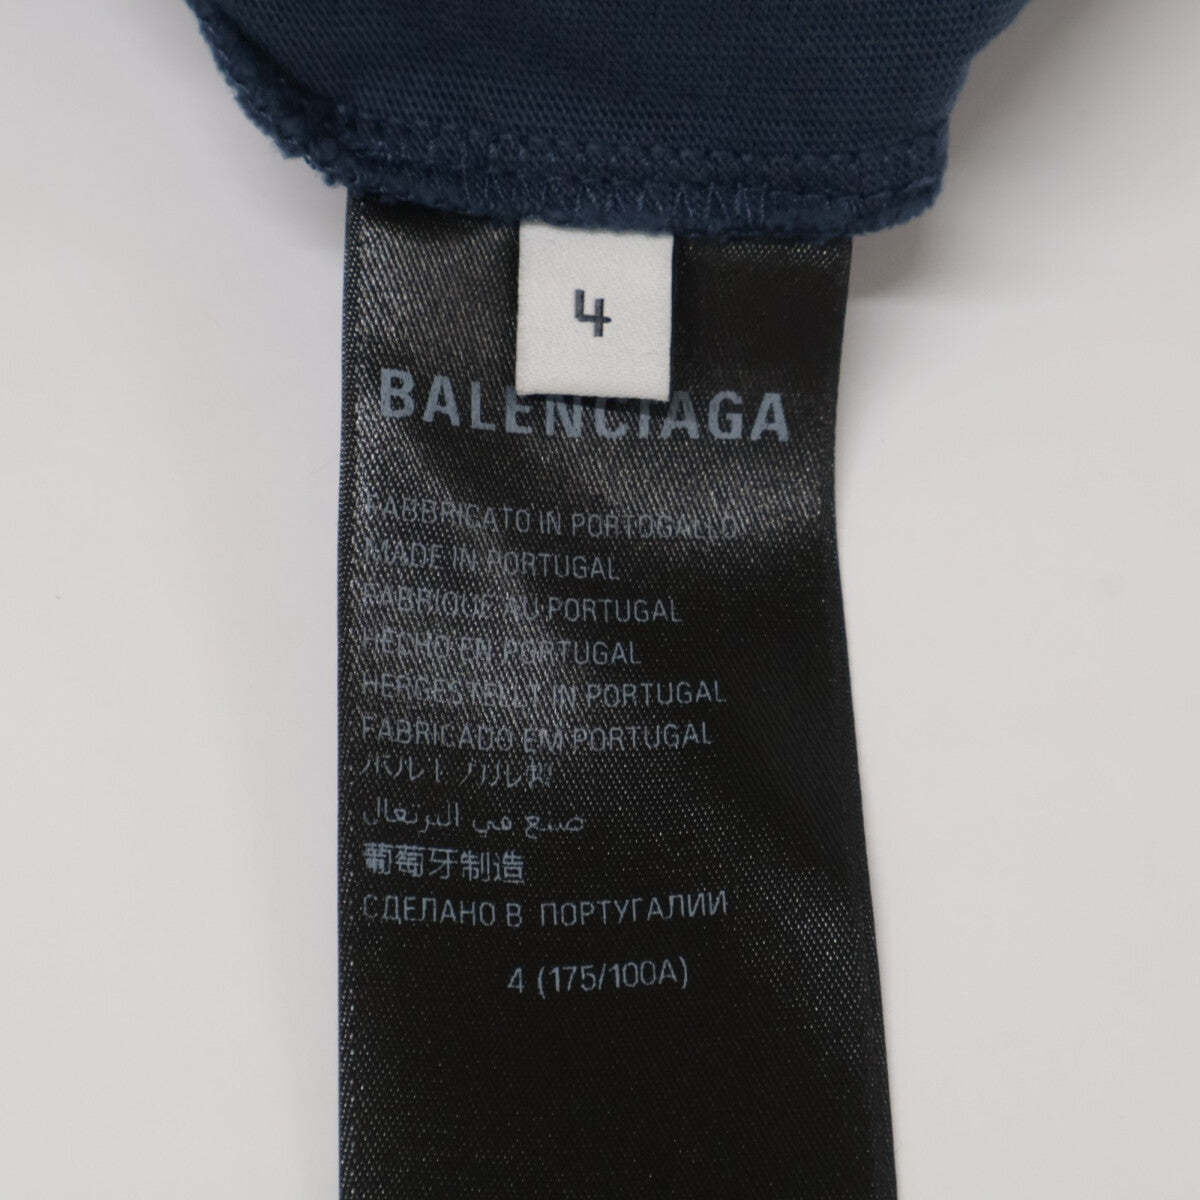 4
BALENCIAGA
FABBRICATO IN PORTOGALLO
MADE IN PORTUGAL
FABRIQUE AU PORTUGAL
HECHO EN PORTUGAL
HERGESTELLT IN PORTUGAL
FABRICADO EM PORTUGAL
ポルトガル製
صنع في البرتغال
葡萄牙制造
СДЕЛАНО В ПОРТУГАЛИИ
4 (175/100A)